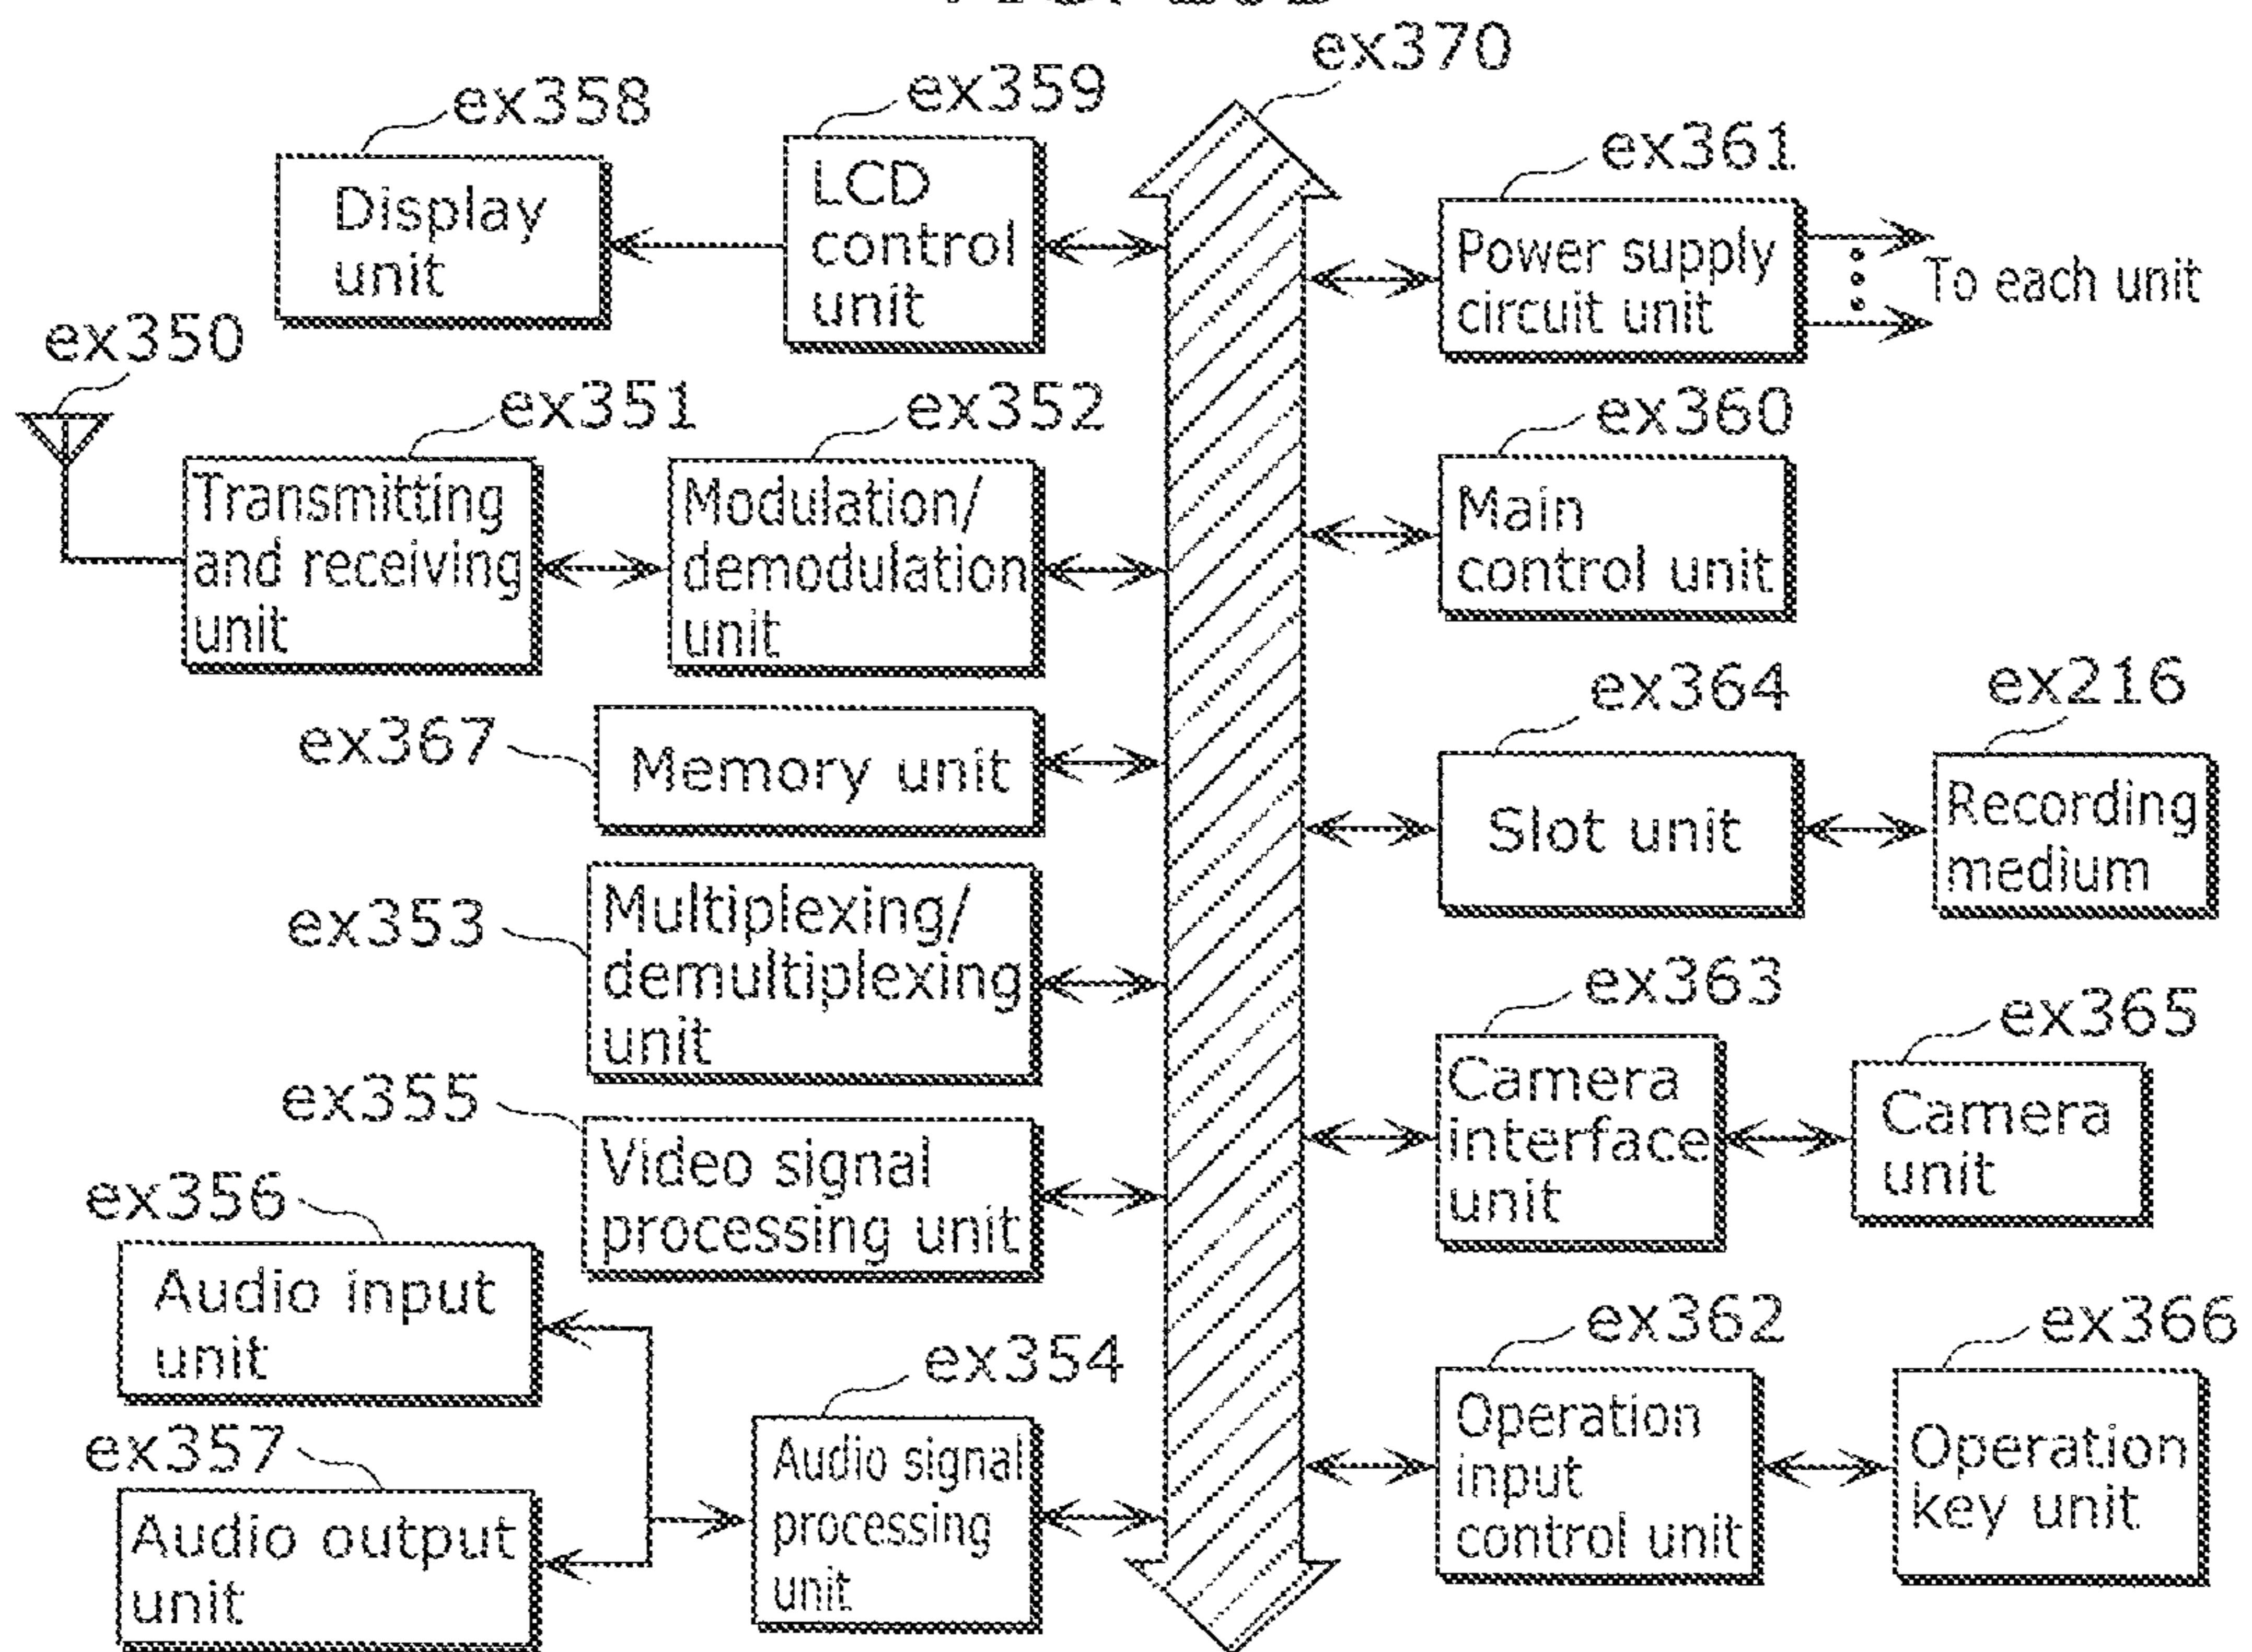 ex370
ex358
ex359
ex361
Display
unit
LCD
control
unit
Power supply
circuit unit
To each unit
ex350
ex351
ex352
ex360
Transmitting
and receiving
unit
Modulation/
demodulation
unit
Main
control unit
ex367
Memory unit
ex364
ex216
Slot unit
Recording
medium
ex353
Multiplexing/
demultiplexing
unit
ex363
ex365
Camera
interface
unit
Camera
unit
ex355
Video signal
processing unit
ex356
Audio input
unit
ex354
ex362
ex366
Operation
input
control unit
Operation
key unit
ex357
Audio output
unit
Audio signal
processing
unit